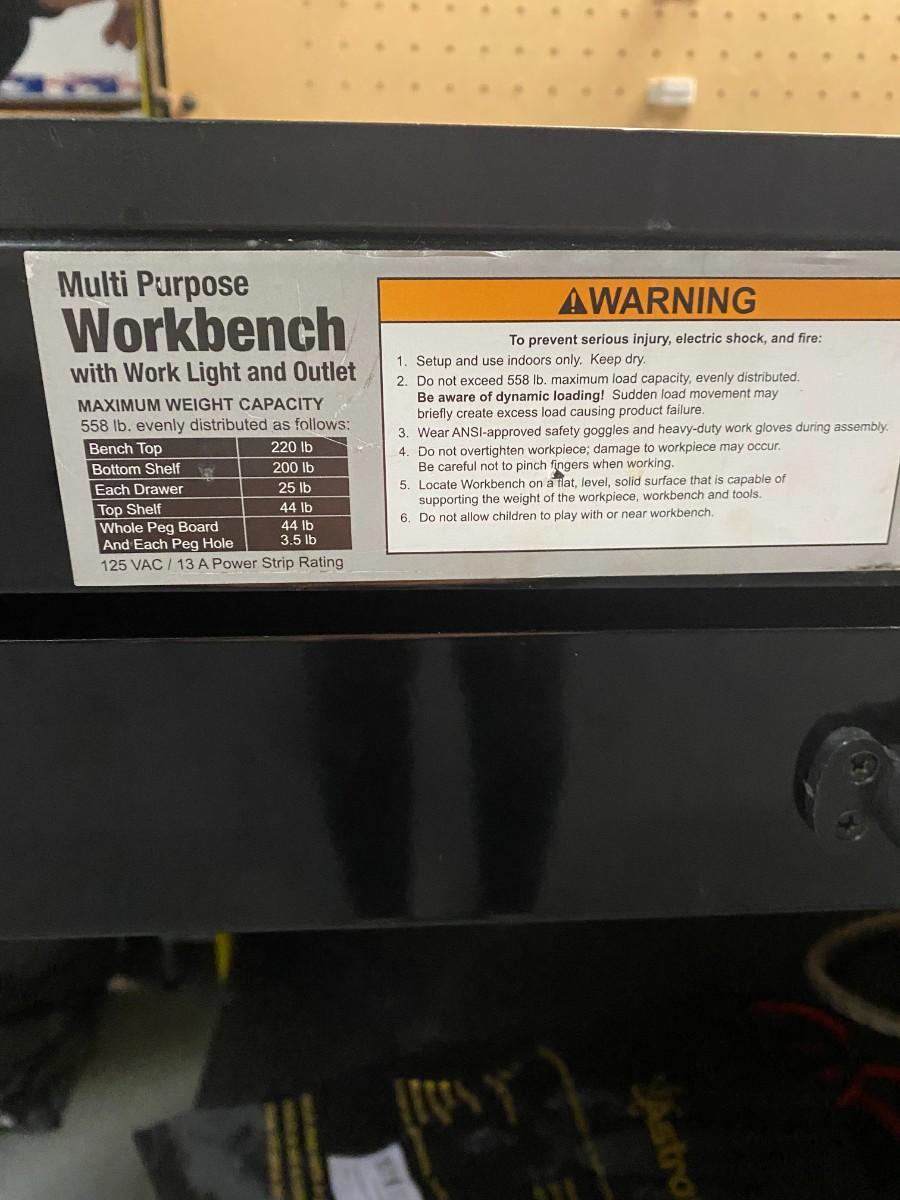 Multi Purpose
Workbench
with Work Light and Outlet
MAXIMUM WEIGHT CAPACITY
558 lb. evenly distributed as follows:
Bench Top 220 lb
Bottom Shelf 200 lb
Each Drawer 25 lb
Top Shelf 44 lb
Whole Peg Board 44 lb
And Each Peg Hole 3.5 lb
125 VAC / 13 A Power Strip Rating
⚠WARNING
To prevent serious injury, electric shock, and fire:
1. Setup and use indoors only. Keep dry.
2. Do not exceed 558 lb. maximum load capacity, evenly distributed.
Be aware of dynamic loading! Sudden load movement may
briefly create excess load causing product failure.
3. Wear ANSI-approved safety goggles and heavy-duty work gloves during assembly.
4. Do not overtighten workpiece; damage to workpiece may occur.
Be careful not to pinch fingers when working.
5. Locate Workbench on a flat, level, solid surface that is capable of
supporting the weight of the workpiece, workbench and tools.
6. Do not allow children to play with or near workbench.